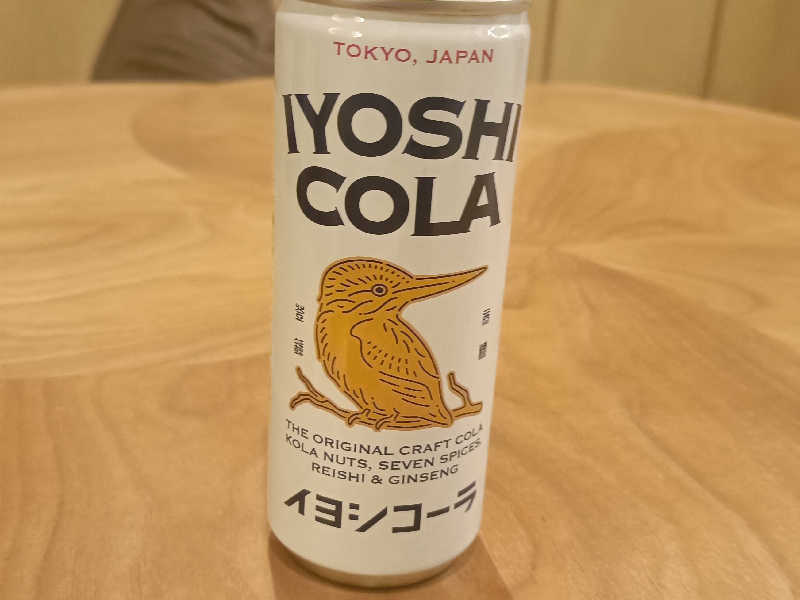 TOKYO, JAPAN
IYOSHI
COLA
THE ORIGINAL CRAFT COLA
KOLA NUTS, SEVEN SPICES,
REISHI & GINSENG
イヨシコーラ